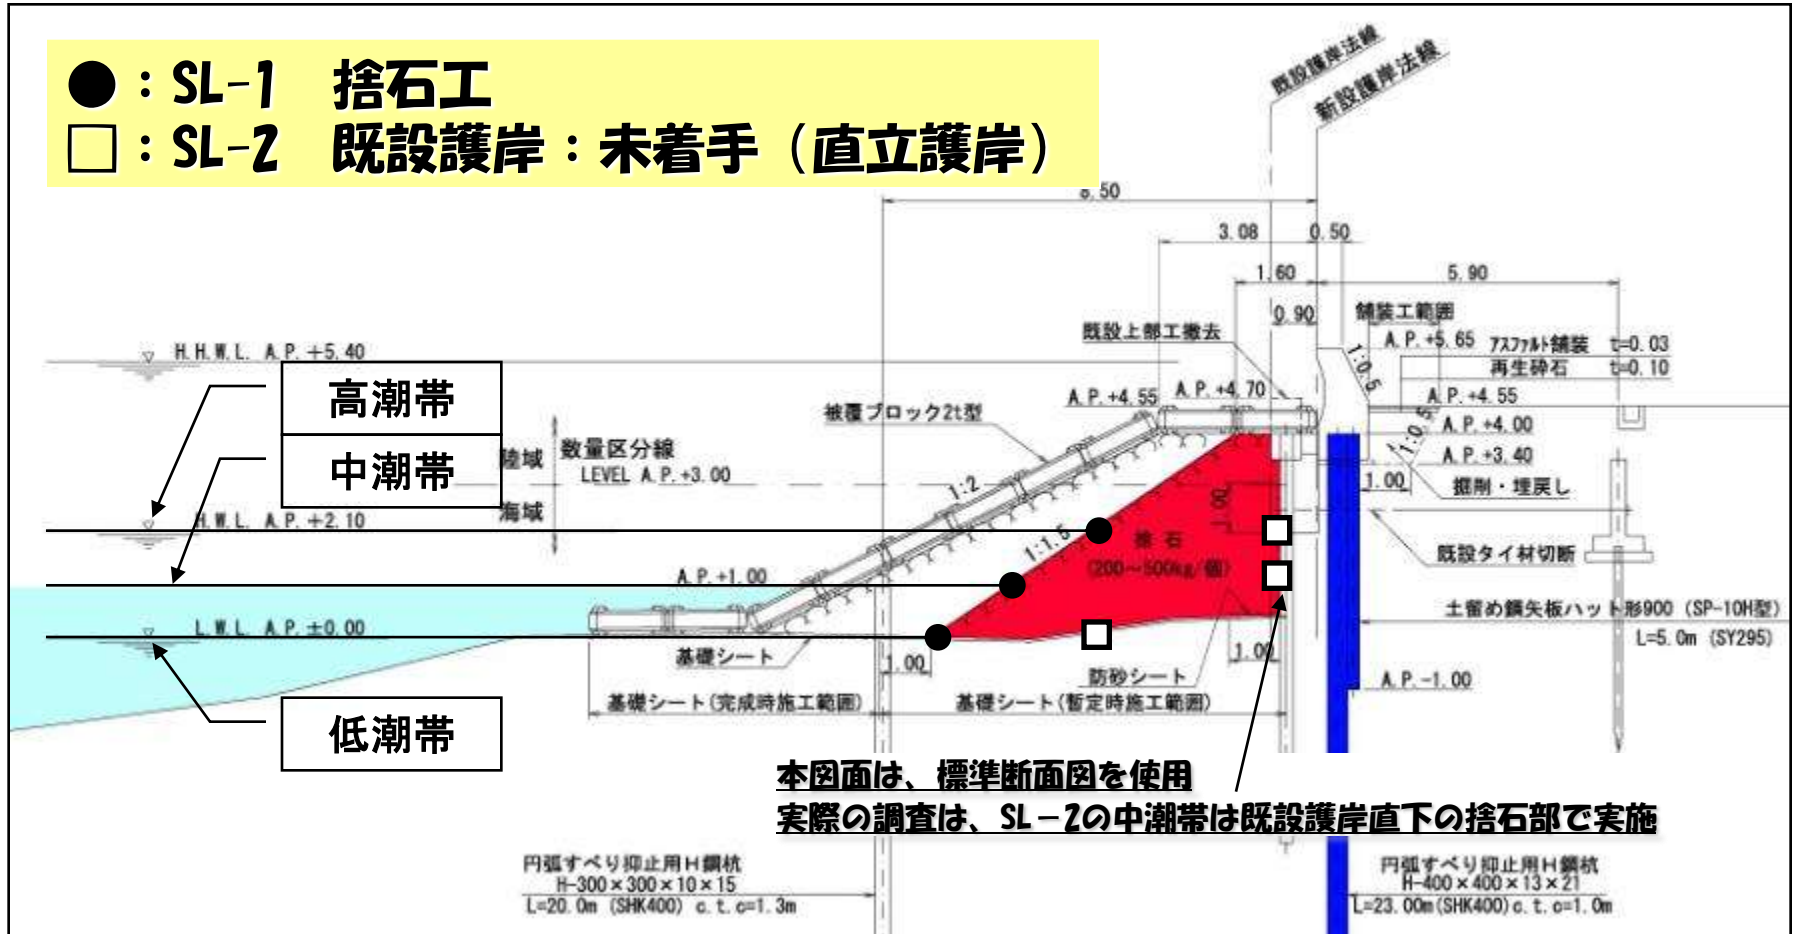 ●：SL-1　捨石工
□：SL-2　既設護岸：未着手（直立護岸）
既設護岸法線
新設護岸法線
8.50
3.08
0.50
1.60
5.90
0.90
舗装工範囲
既設上部工撤去
A.P.+5.65
アスファルト舗装　t=0.03
再生砕石　t=0.10
1:0.5
H.H.W.L. A.P.+5.40
高潮帯
A.P.+4.55
A.P.+4.70
A.P.+4.55
被覆ブロック2t型
A.P.+4.00
1:0.5
中潮帯
陸域
数量区分線
LEVEL A.P.+3.00
海域
A.P.+3.40
1.00
掘削・埋戻し
1:2
1.00
H.W.L. A.P.+2.10
1:1.5
捨石
(200～500kg/個)
既設タイ材切断
A.P.+1.00
土留め鋼矢板ハット形900（SP-10H型）
L=5.0m (SY295)
L.W.L. A.P.±0.00
基礎シート
1.00
1.00
防砂シート
A.P.-1.00
基礎シート(完成時施工範囲)
基礎シート(暫定時施工範囲)
低潮帯
本図面は、標準断面図を使用
実際の調査は、SL－2の中潮帯は既設護岸直下の捨石部で実施
円弧すべり抑止用H鋼杭
H-300×300×10×15
L=20.0m (SHK400) c.t.c=1.3m
円弧すべり抑止用H鋼杭
H-400×400×13×21
L=23.00m(SHK400)c.t.c=1.0m